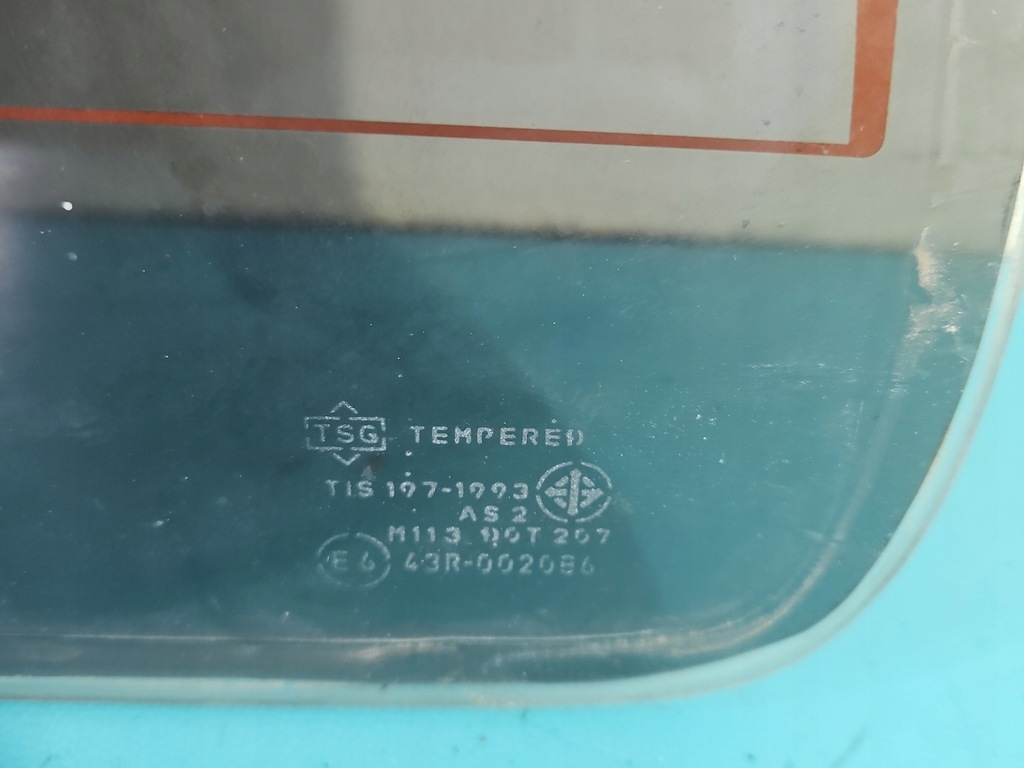 TSG TEMPERED
TIS 197-1993
AS 2
M113 DOT 207
E6 43R-002086